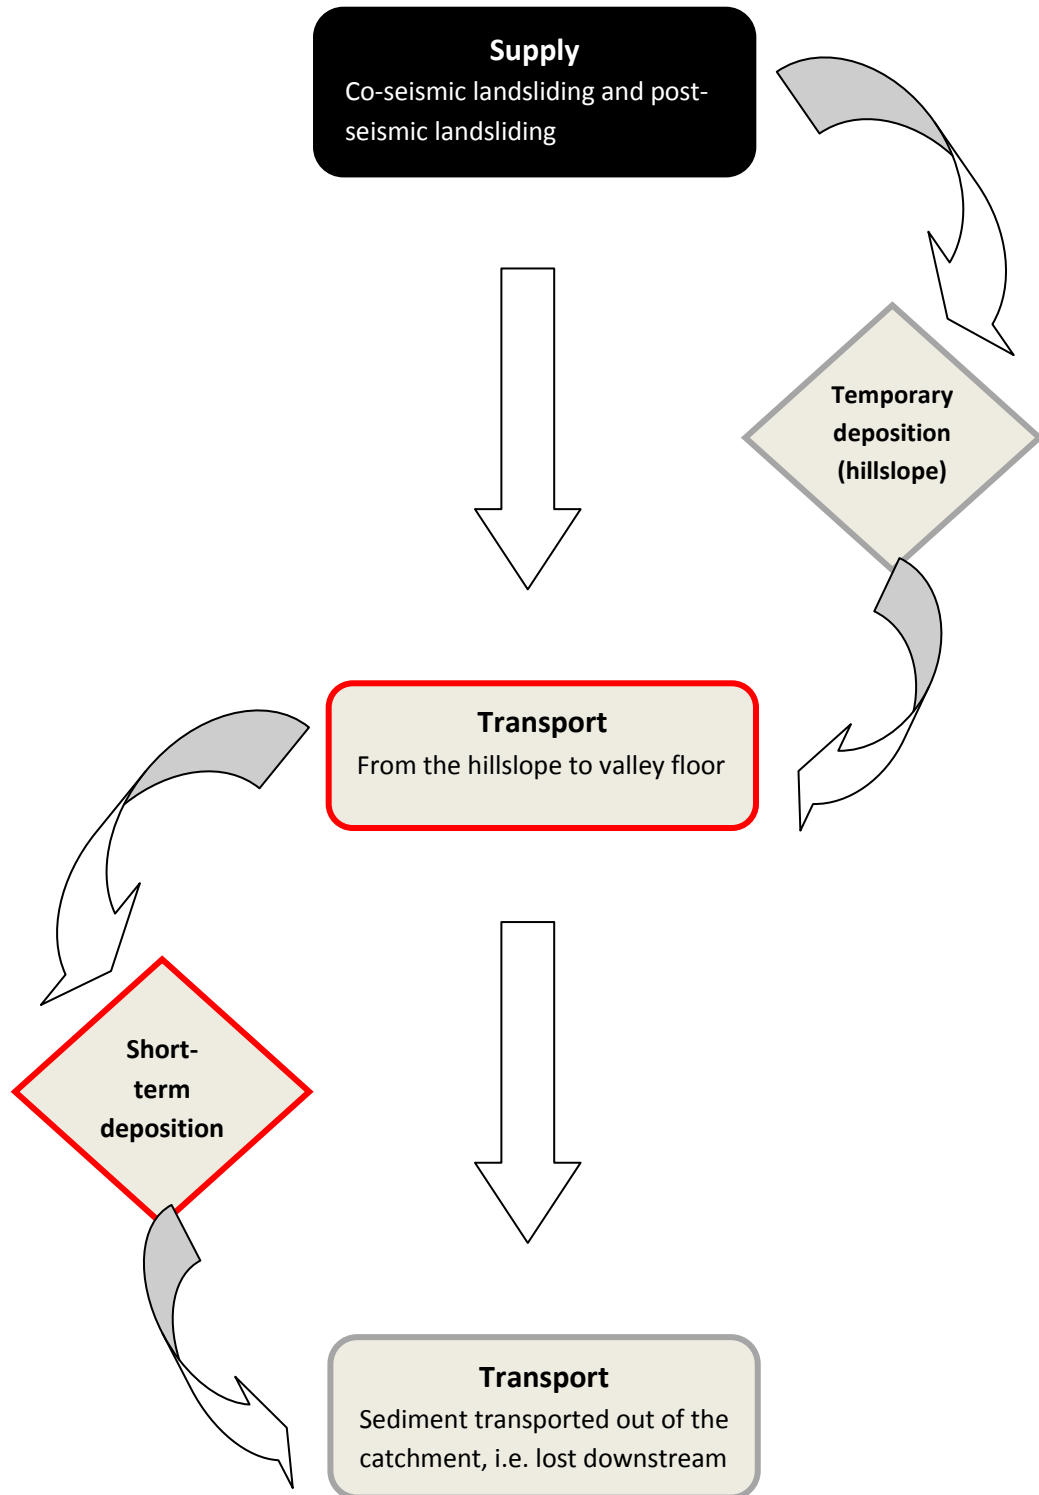 Supply
Co-seismic landsliding and post-
seismic landsliding
Temporary
deposition
(hillslope)
Transport
From the hillslope to valley floor
Short-
term
deposition
Transport
Sediment transported out of the
catchment, i.e. lost downstream